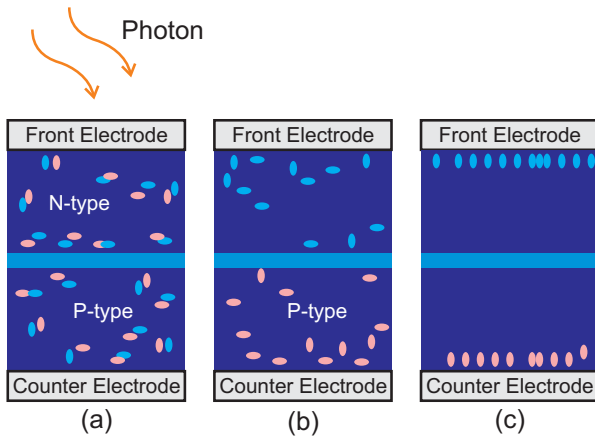 Photon
Front Electrode
Front Electrode
Front Electrode
N-type
P-type
P-type
Counter Electrode
Counter Electrode
Counter Electrode
(a)
(b)
(c)